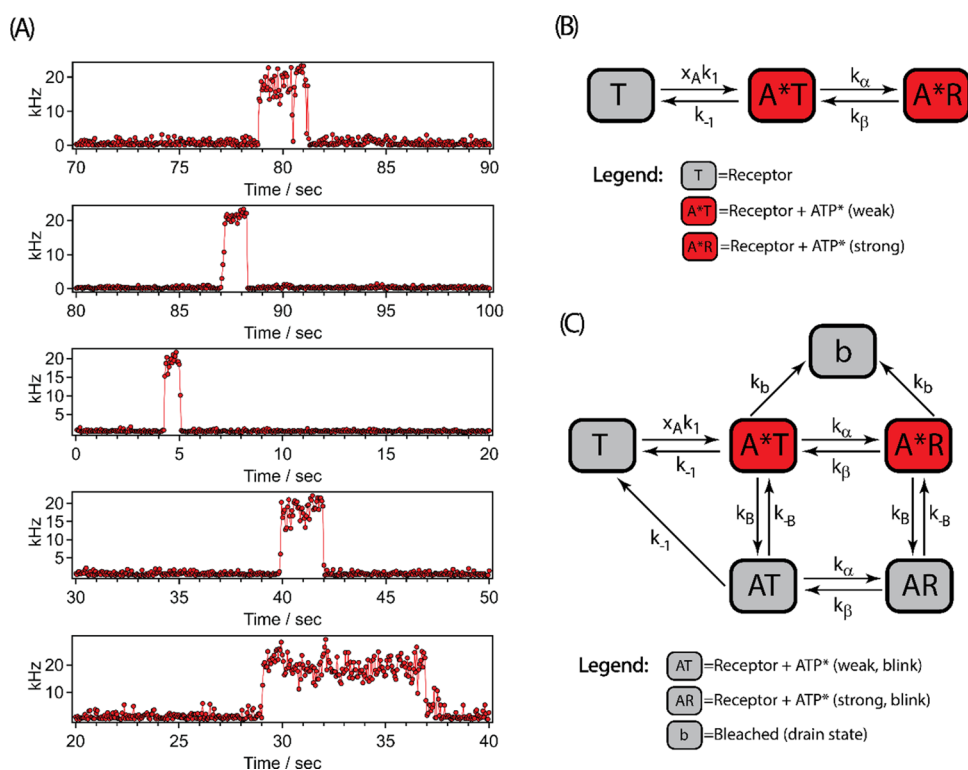 (A)
kHz
20
10
0
70 75 80 85 90
Time / sec
kHz
20
10
0
80 85 90 95 100
Time / sec
kHz
20
15
10
5
0 5 10 15 20
Time / sec
kHz
20
15
10
5
30 35 40 45 50
Time / sec
kHz
30
20
10
20 25 30 35 40
Time / sec
(B)
T xAk1 k-1 A*T kα kβ A*R
Legend:
T =Receptor
A*T =Receptor + ATP* (weak)
A*R =Receptor + ATP* (strong)
(C)
b
kb kb
T xAk1 k-1 A*T kα kβ A*R
k-1 kB k-B kB k-B
AT kα kβ AR
Legend:
AT =Receptor + ATP* (weak, blink)
AR =Receptor + ATP* (strong, blink)
b =Bleached (drain state)